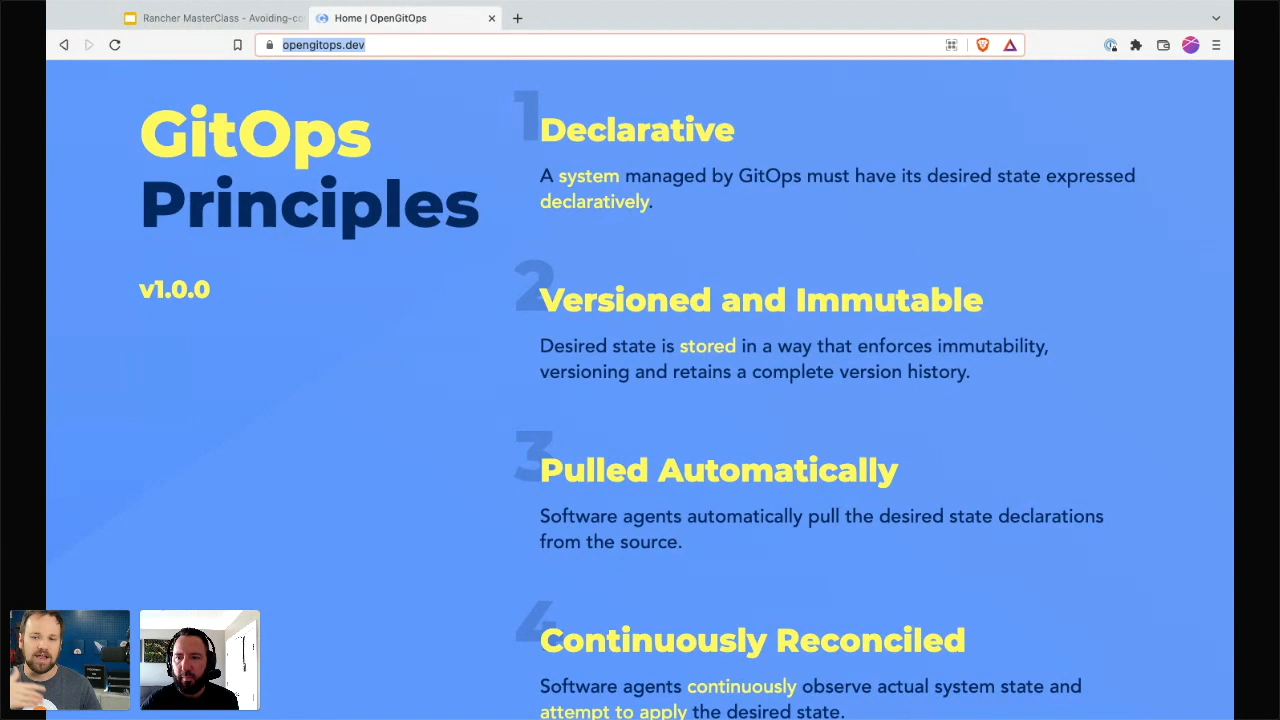 Rancher MasterClass - Avoiding-co
Home | OpenGitOps
opengitops.dev
GitOps
Principles
v1.0.0
1
Declarative
A system managed by GitOps must have its desired state expressed
declaratively.
2
Versioned and Immutable
Desired state is stored in a way that enforces immutability,
versioning and retains a complete version history.
3
Pulled Automatically
Software agents automatically pull the desired state declarations
from the source.
4
Continuously Reconciled
Software agents continuously observe actual system state and
attempt to apply the desired state.